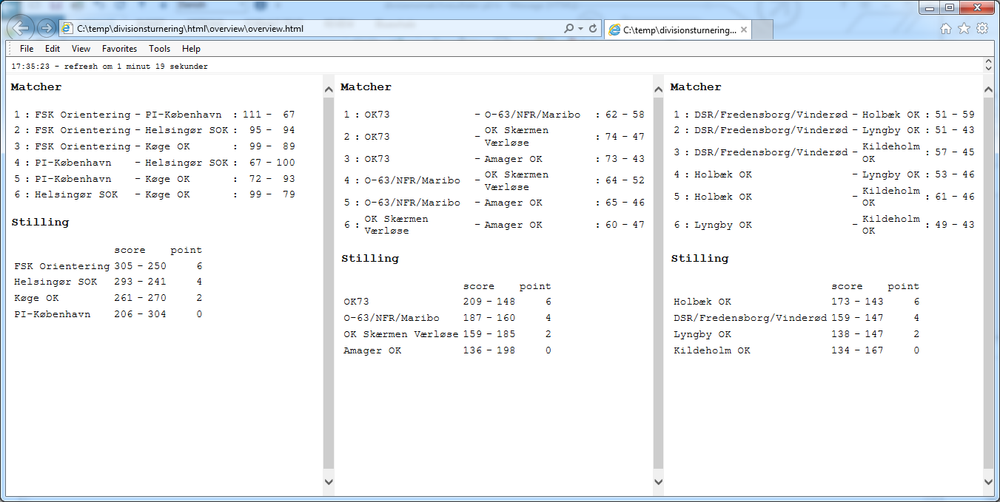 C:\temp\divisionsturnering\html\overview\overview.html
C:\temp\divisionsturnering...
File Edit View Favorites Tools Help
17:35:23 - refresh om 1 minut 19 sekunder
Matcher
1 : FSK Orientering - PI-København : 111 - 67
2 : FSK Orientering - Helsingør SOK : 95 - 94
3 : FSK Orientering - Køge OK : 99 - 89
4 : PI-København - Helsingør SOK : 67 - 100
5 : PI-København - Køge OK : 72 - 93
6 : Helsingør SOK - Køge OK : 99 - 79
Stilling
score point
FSK Orientering 305 - 250 6
Helsingør SOK 293 - 241 4
Køge OK 261 - 270 2
PI-København 206 - 304 0
Matcher
1 : OK73 - O-63/NFR/Maribo : 62 - 58
2 : OK73 - OK Skærmen
Værløse : 74 - 47
3 : OK73 - Amager OK : 73 - 43
4 : O-63/NFR/Maribo - OK Skærmen
Værløse : 64 - 52
5 : O-63/NFR/Maribo - Amager OK : 65 - 46
6 : OK Skærmen
Værløse - Amager OK : 60 - 47
Stilling
score point
OK73 209 - 148 6
O-63/NFR/Maribo 187 - 160 4
OK Skærmen Værløse 159 - 185 2
Amager OK 136 - 198 0
Matcher
1 : DSR/Fredensborg/Vinderød - Holbæk OK : 51 - 59
2 : DSR/Fredensborg/Vinderød - Lyngby OK : 51 - 43
3 : DSR/Fredensborg/Vinderød - Kildeholm
OK : 57 - 45
4 : Holbæk OK - Lyngby OK : 53 - 46
5 : Holbæk OK - Kildeholm
OK : 61 - 46
6 : Lyngby OK - Kildeholm
OK : 49 - 43
Stilling
score point
Holbæk OK 173 - 143 6
DSR/Fredensborg/Vinderød 159 - 147 4
Lyngby OK 138 - 147 2
Kildeholm OK 134 - 167 0